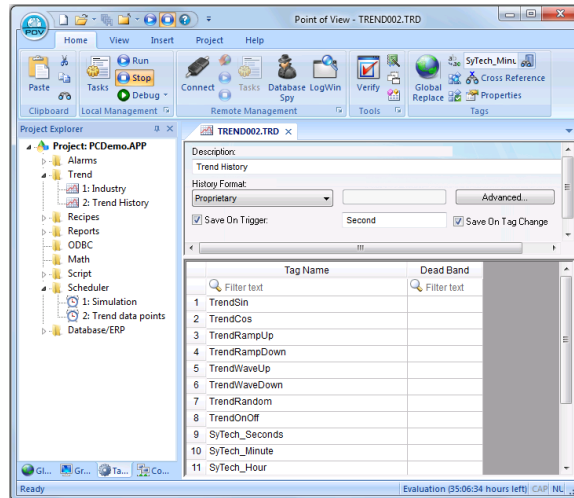 Point of View - TREND002.TRD
POV
Home View Insert Project Help
Paste
Tasks
Run
Stop
Debug
Connect
Tasks
Database Spy
LogWin
Verify
Global Replace
SyTech_Minu
Cross Reference
Properties
Clipboard
Local Management
Remote Management
Tools
Tags
Project Explorer
Project: PCDemo.APP
Alarms
Trend
1: Industry
2: Trend History
Recipes
Reports
ODBC
Math
Script
Scheduler
1: Simulation
2: Trend data points
Database/ERP
Gl... Gr... Ta... Co...
TREND002.TRD
Description:
Trend History
History Format:
Proprietary
Advanced...
Save On Trigger:
Second
Save On Tag Change
Tag Name Dead Band
Filter text Filter text
1 TrendSin
2 TrendCos
3 TrendRampUp
4 TrendRampDown
5 TrendWaveUp
6 TrendWaveDown
7 TrendRandom
8 TrendOnOff
9 SyTech_Seconds
10 SyTech_Minute
11 SyTech_Hour
Ready
Evaluation (35:06:34 hours left) CAP NU